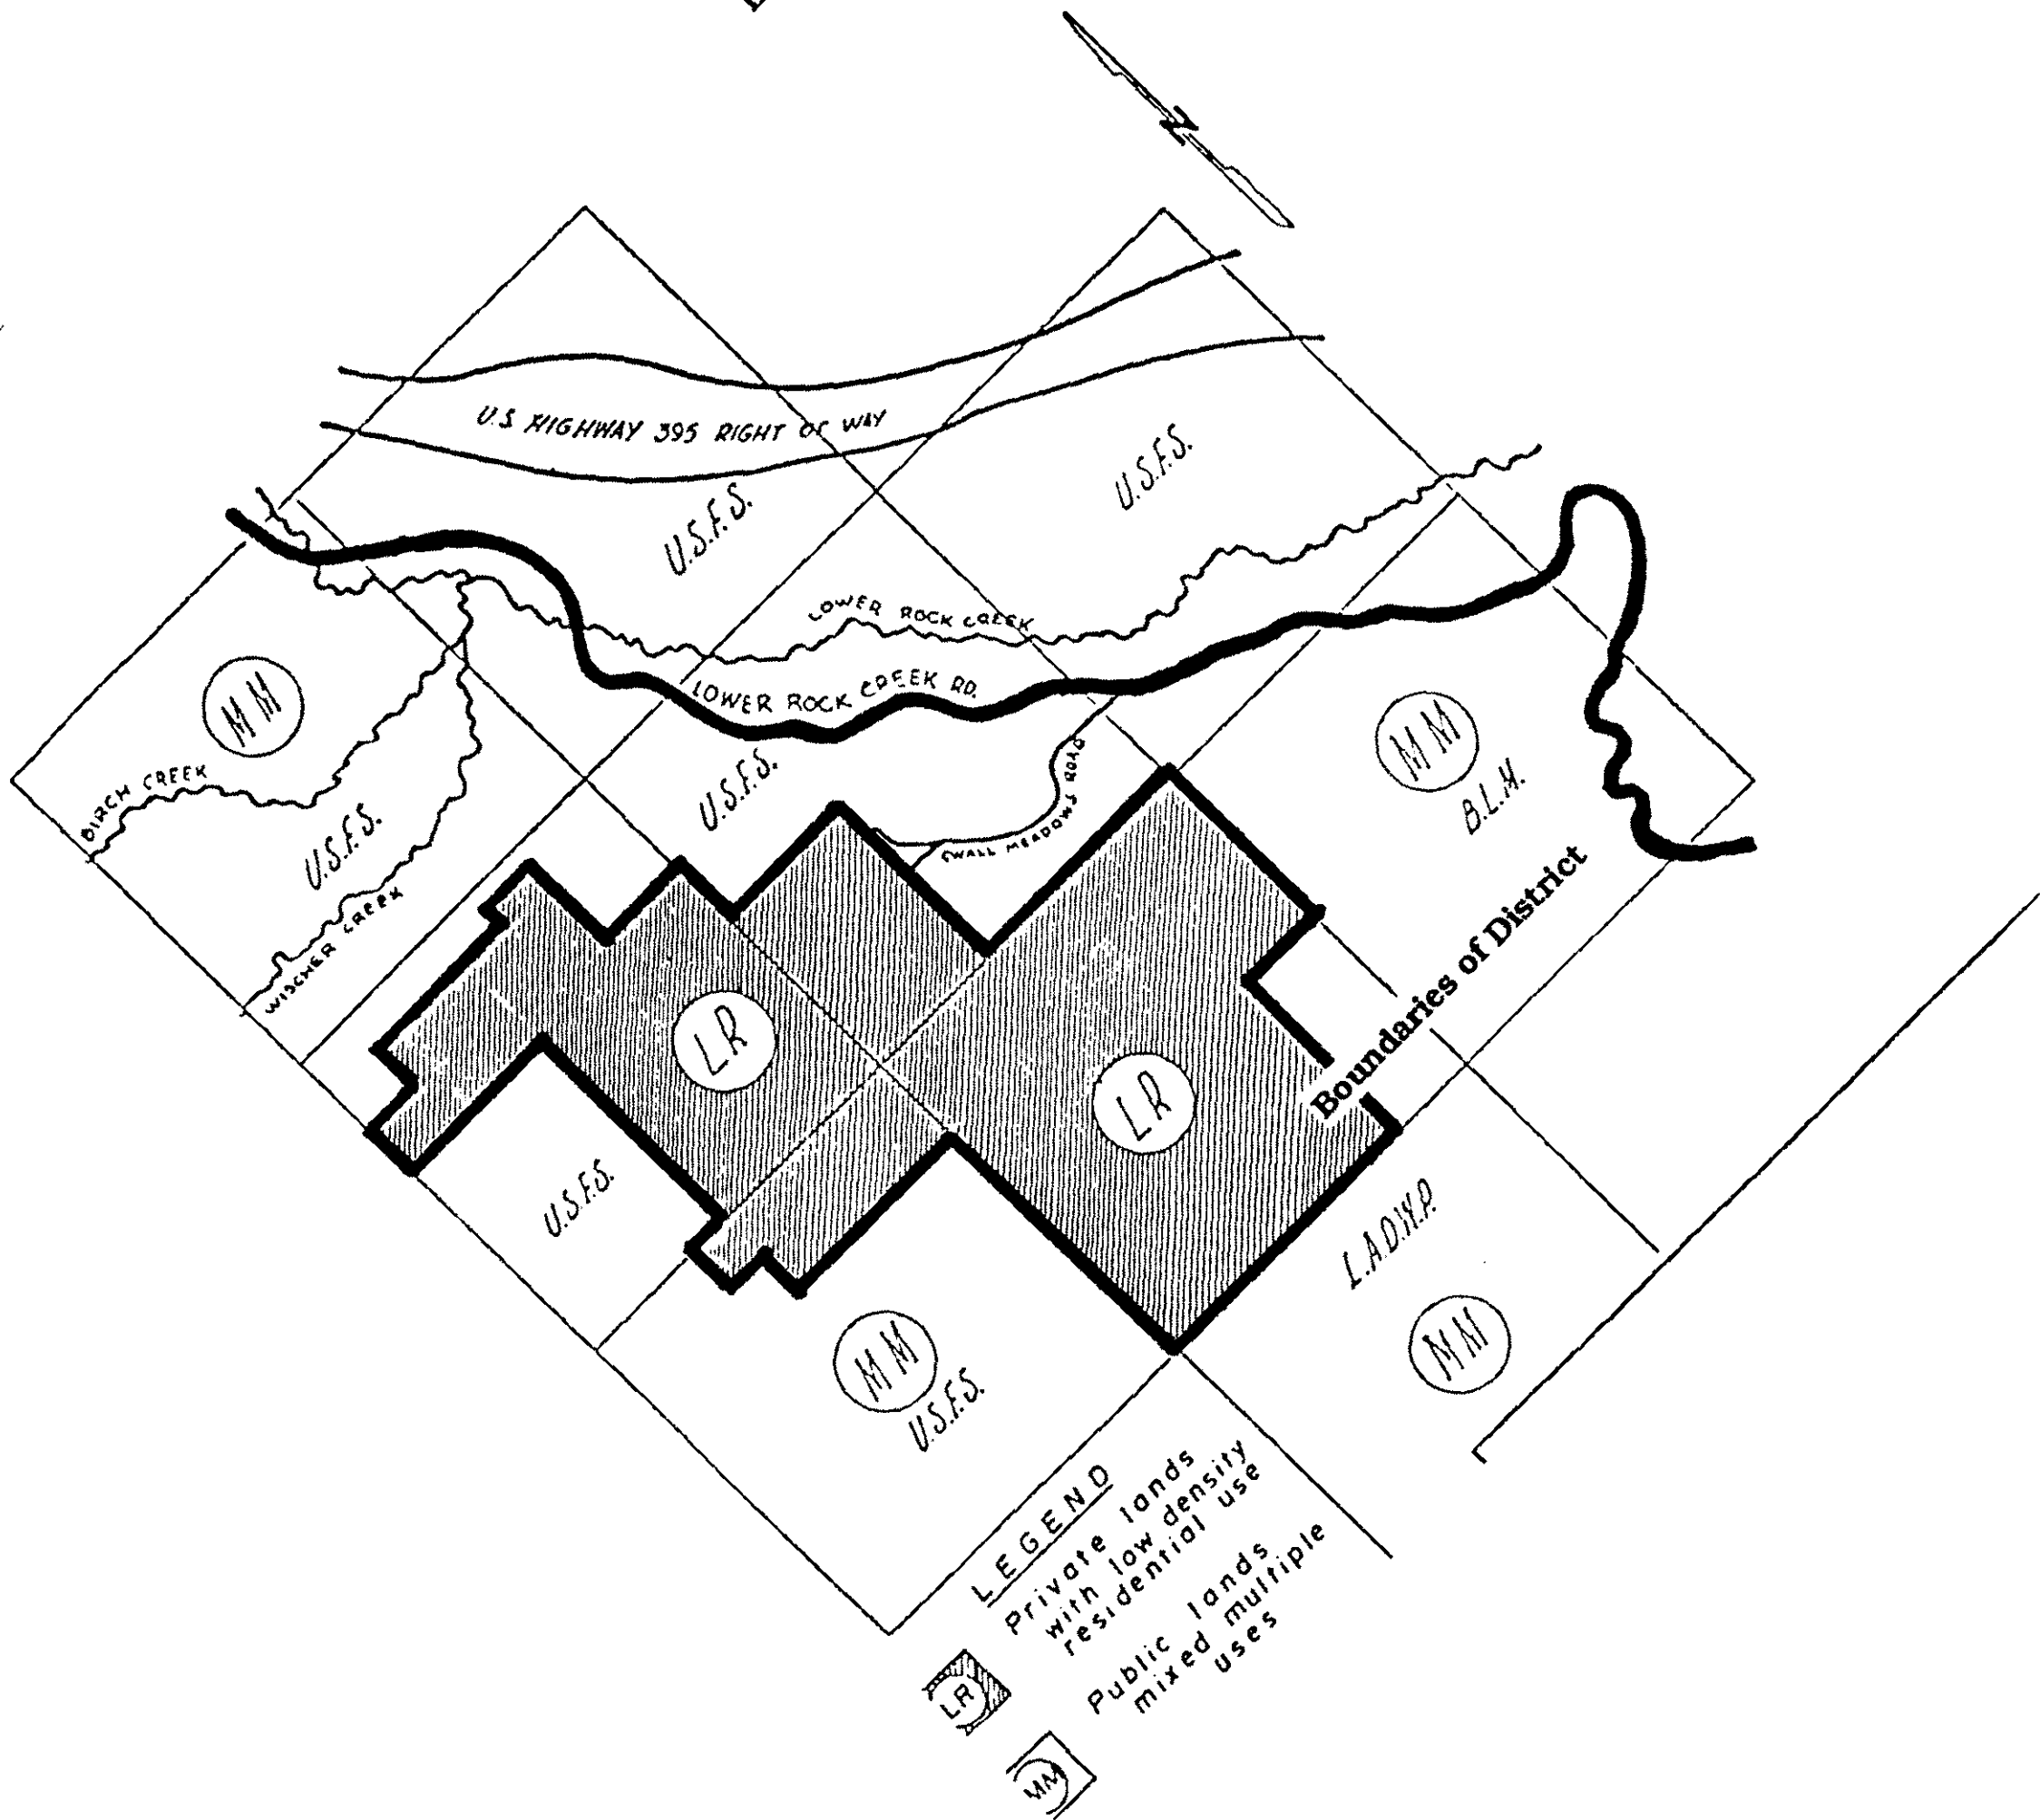 N
U.S HIGHWAY 395 RIGHT OF WAY
U.S.F.S.
U.S.F.S.
LOWER ROCK CREEK
LOWER ROCK CREEK RD.
MM
BIRCH CREEK
U.S.F.S.
WISCHER CREEK
U.S.F.S.
SWALL MEADOWS ROAD
MM
B.L.M.
Boundaries of District
LR
LR
U.S.F.S.
L.A.D.W.P.
MM
MM
U.S.F.S.
LEGEND
LR
Private lands
with low density
residential use
MM
Public lands
mixed multiple
uses